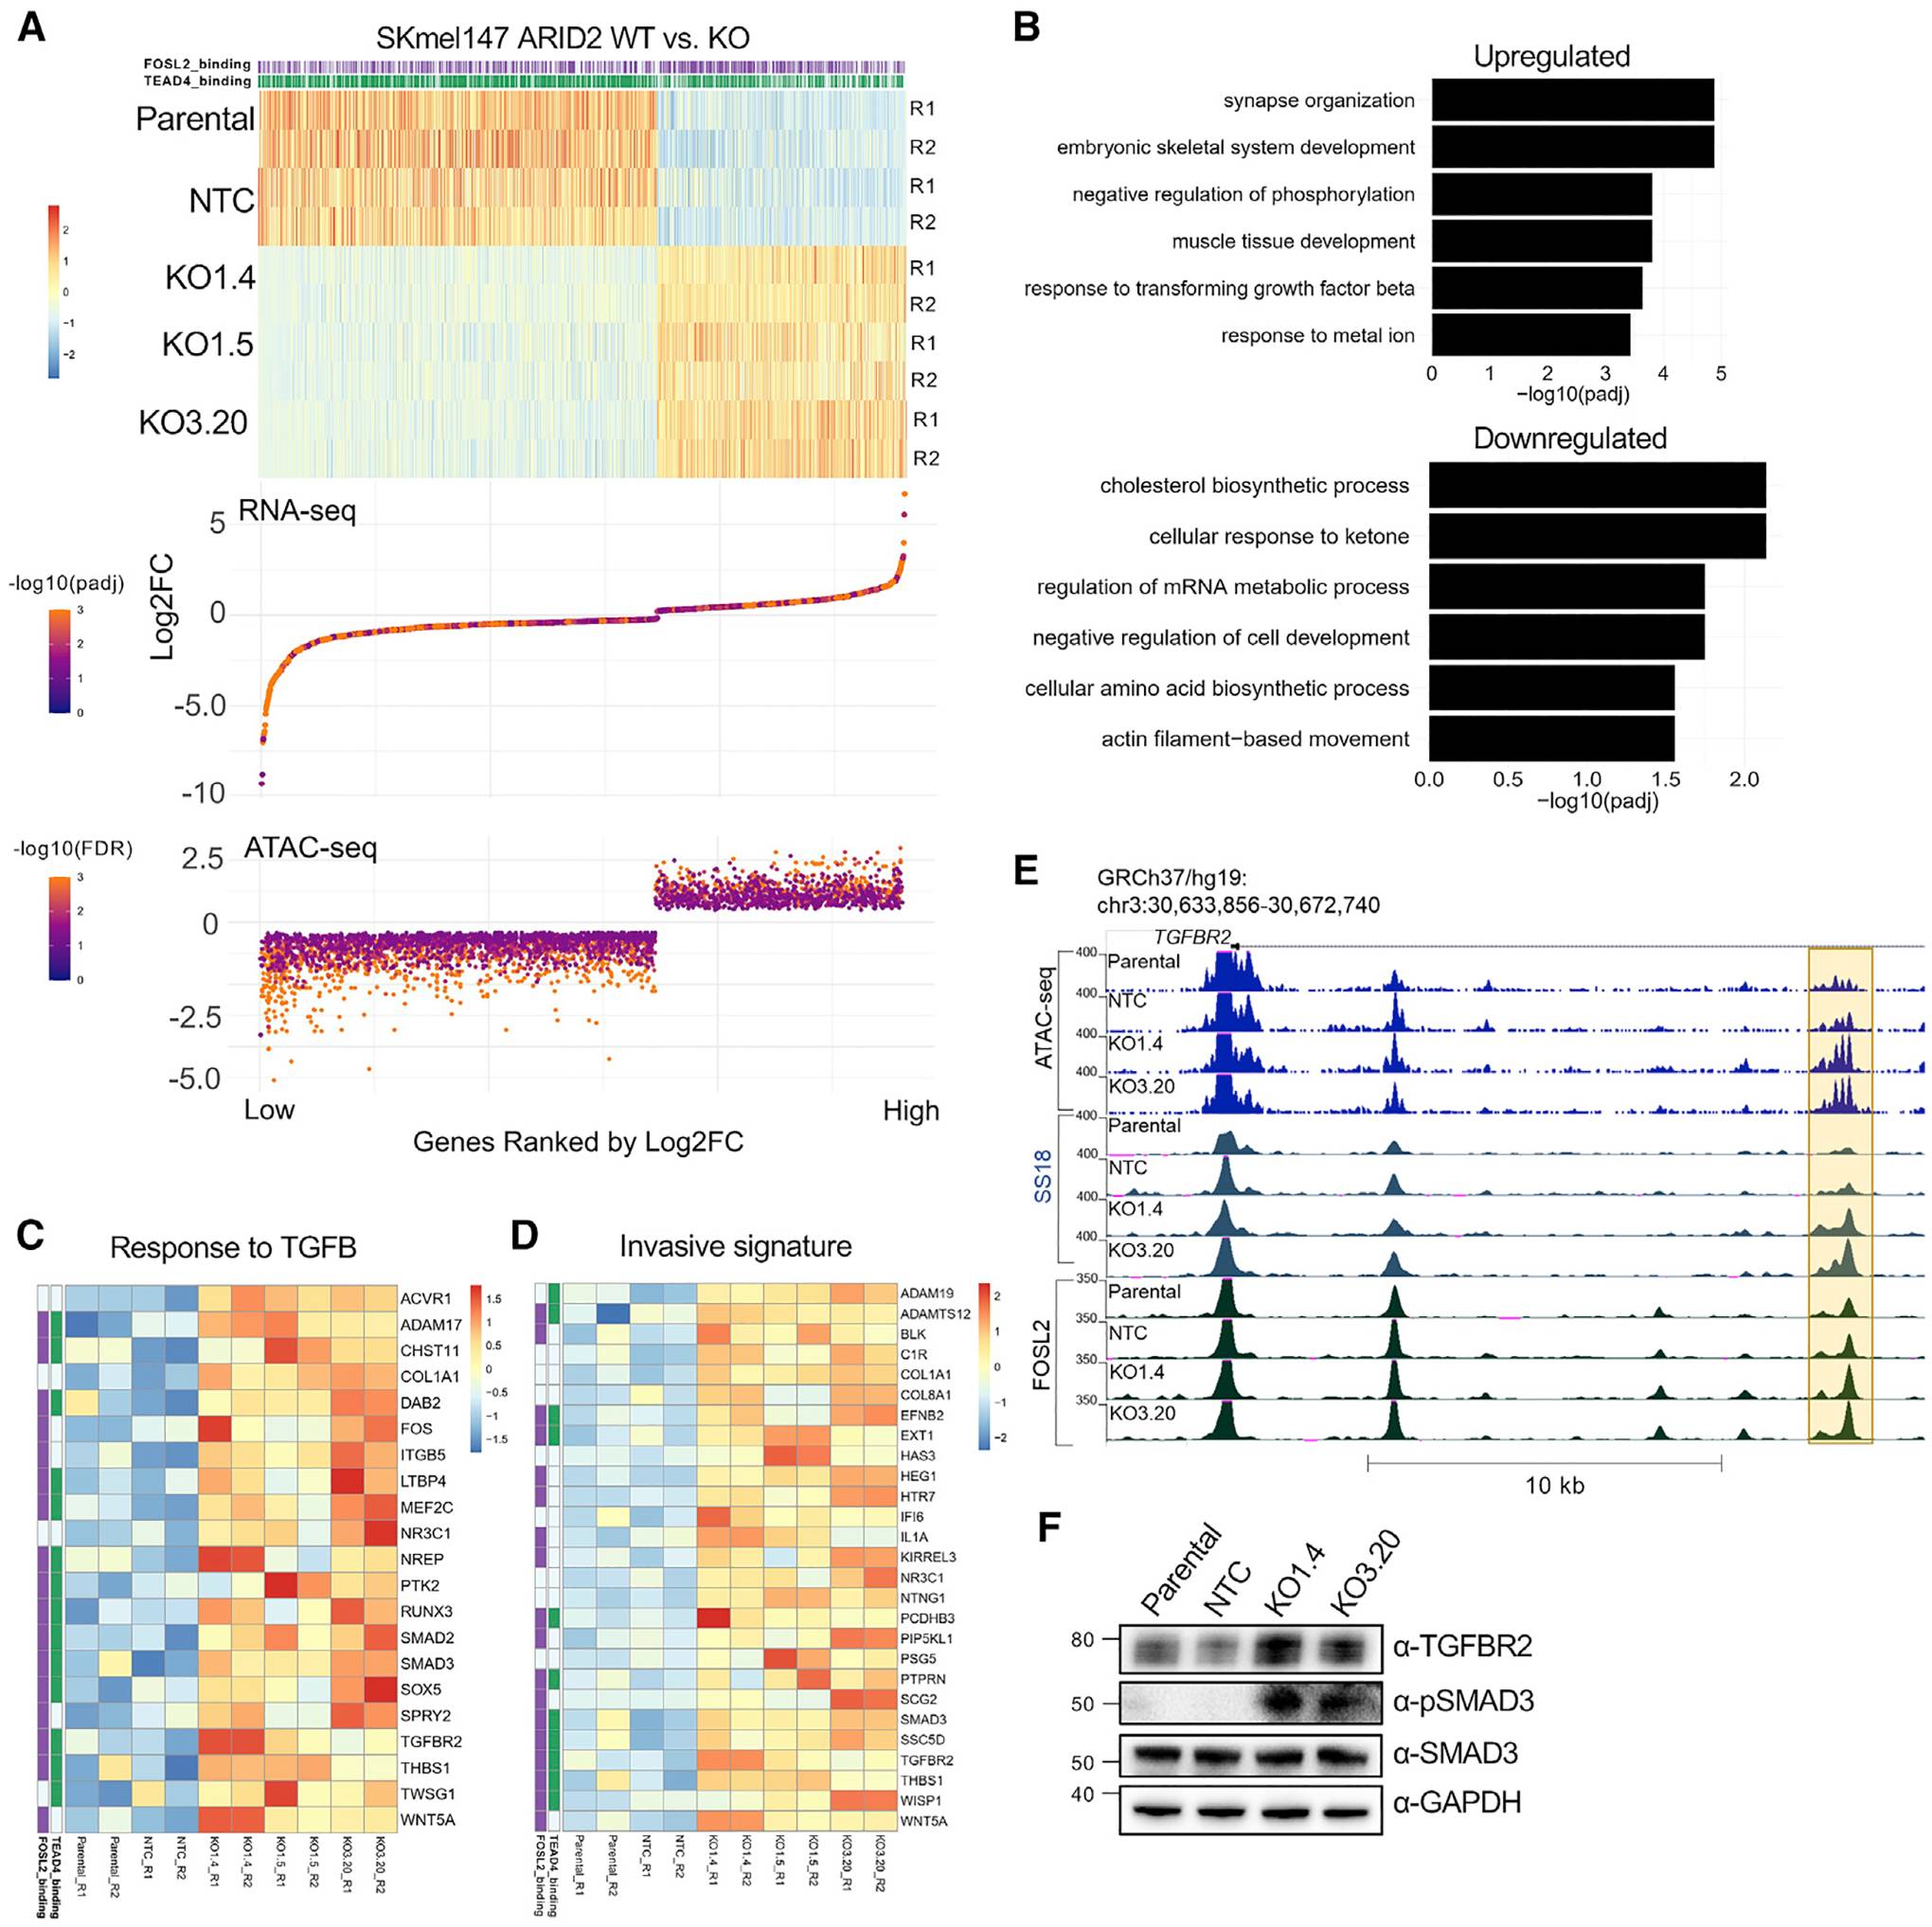 A
SKmel147 ARID2 WT vs. KO
FOSL2_binding
TEAD4_binding
Parental
R1
R2
NTC
R1
R2
KO1.4
R1
R2
KO1.5
R1
R2
KO3.20
R1
R2
2
1
0
−1
−2
RNA-seq
Log2FC
5
0
-5.0
-10
-log10(padj)
3
2
1
0
ATAC-seq
2.5
0
-2.5
-5.0
-log10(FDR)
3
2
1
0
Low
High
Genes Ranked by Log2FC
B
Upregulated
synapse organization
embryonic skeletal system development
negative regulation of phosphorylation
muscle tissue development
response to transforming growth factor beta
response to metal ion
0 1 2 3 4 5
−log10(padj)
Downregulated
cholesterol biosynthetic process
cellular response to ketone
regulation of mRNA metabolic process
negative regulation of cell development
cellular amino acid biosynthetic process
actin filament−based movement
0.0 0.5 1.0 1.5 2.0
−log10(padj)
C
Response to TGFB
ACVR1
ADAM17
CHST11
COL1A1
DAB2
FOS
ITGB5
LTBP4
MEF2C
NR3C1
NREP
PTK2
RUNX3
SMAD2
SMAD3
SOX5
SPRY2
TGFBR2
THBS1
TWSG1
WNT5A
1.5
1
0.5
0
−0.5
−1
−1.5
FOSL2_binding
TEAD4_binding
Parental_R1
Parental_R2
NTC_R1
NTC_R2
KO1.4_R1
KO1.4_R2
KO1.5_R1
KO1.5_R2
KO3.20_R1
KO3.20_R2
D
Invasive signature
ADAM19
ADAMTS12
BLK
C1R
COL1A1
COL8A1
EFNB2
EXT1
HAS3
HEG1
HTR7
IFI6
IL1A
KIRREL3
NR3C1
NTNG1
PCDHB3
PIP5KL1
PSG5
PTPRN
SCG2
SMAD3
SSC5D
TGFBR2
THBS1
WISP1
WNT5A
2
1
0
−1
−2
FOSL2_binding
TEAD4_binding
Parental_R1
Parental_R2
NTC_R1
NTC_R2
KO1.4_R1
KO1.4_R2
KO1.5_R1
KO1.5_R2
KO3.20_R1
KO3.20_R2
E
GRCh37/hg19:
chr3:30,633,856-30,672,740
TGFBR2
ATAC-seq
400
Parental
400
NTC
400
KO1.4
400
KO3.20
SS18
400
Parental
400
NTC
400
KO1.4
400
KO3.20
FOSL2
350
Parental
350
NTC
350
KO1.4
350
KO3.20
10 kb
F
Parental
NTC
KO1.4
KO3.20
80
α-TGFBR2
50
α-pSMAD3
50
α-SMAD3
40
α-GAPDH